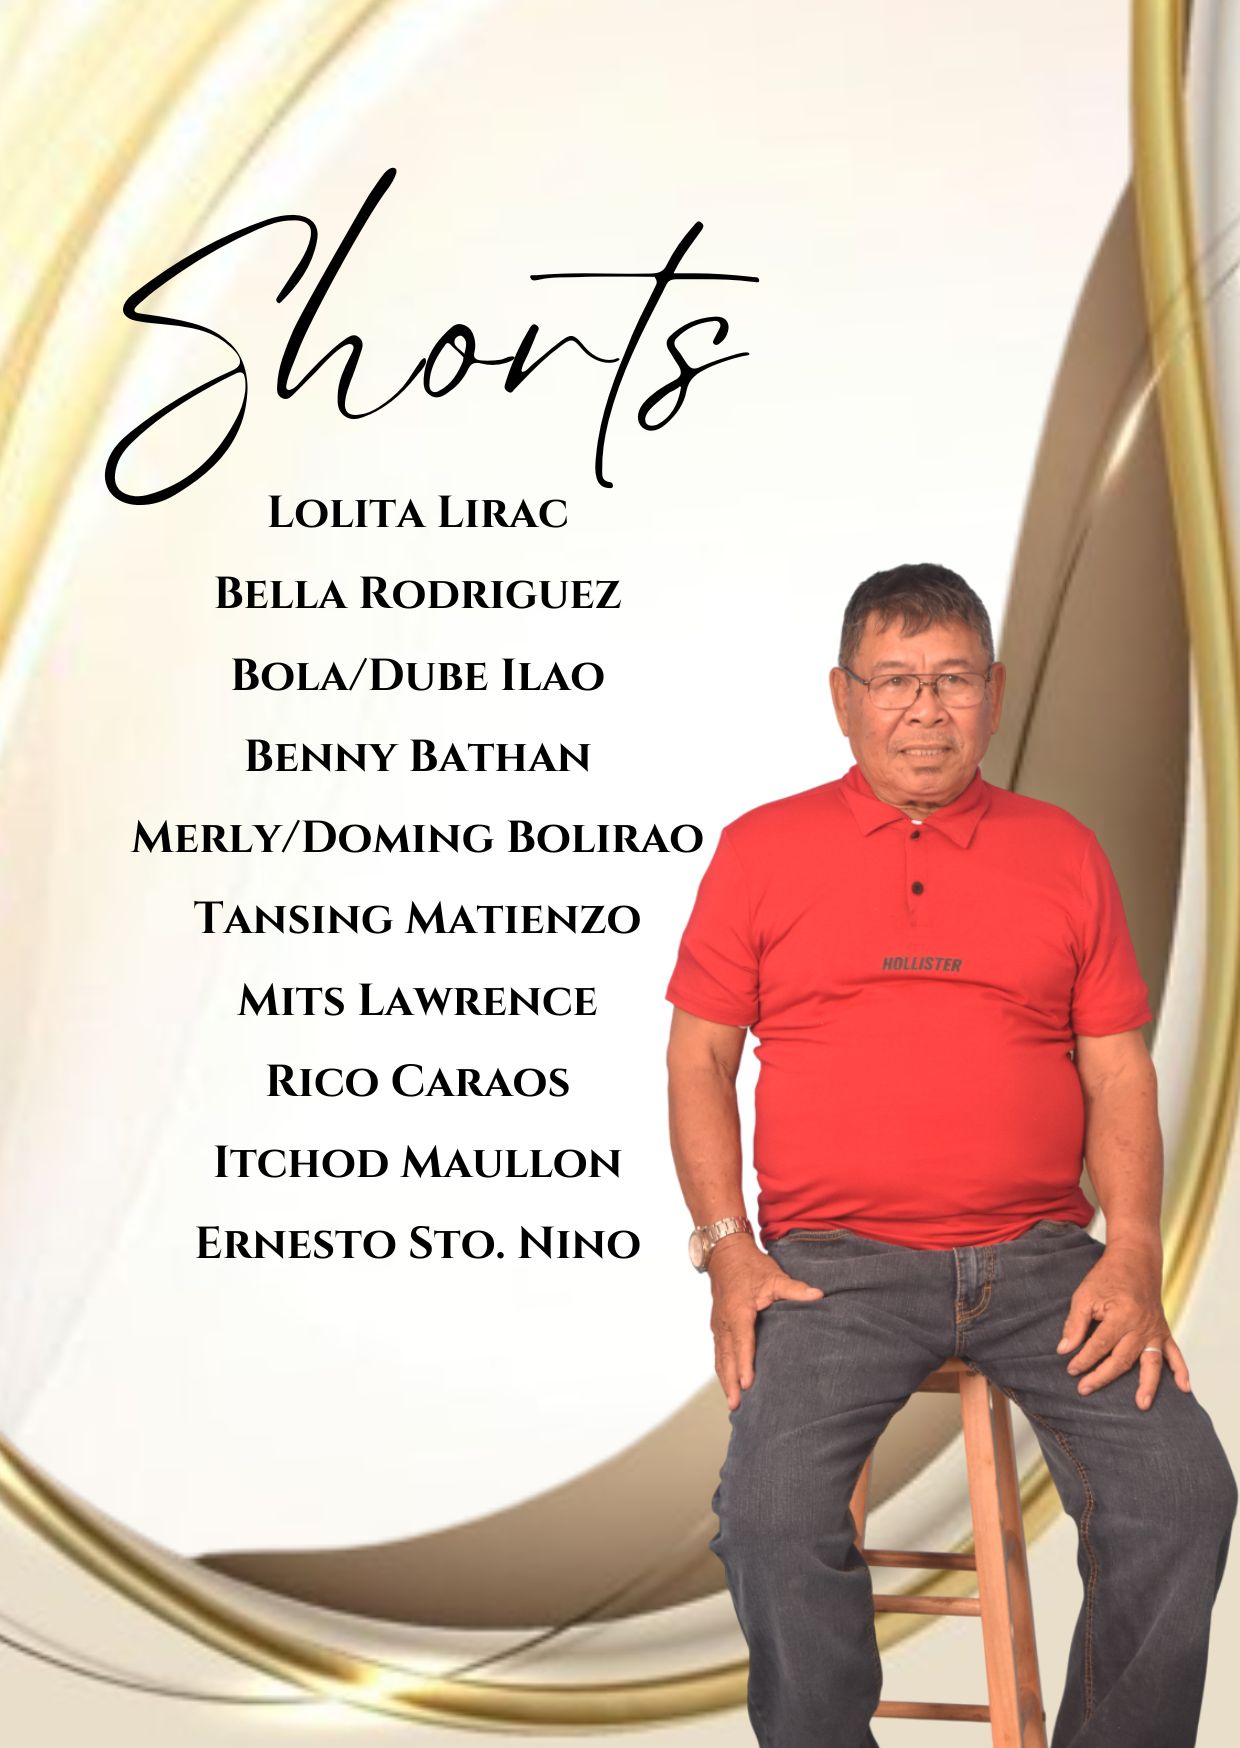 Shorts
Lolita Lirac
Bella Rodriguez
Bola/Dube Ilao
Benny Bathan
Merly/Doming Bolirao
Tansing Matienzo
Mits Lawrence
Rico Caraos
Itchod Maullon
Ernesto Sto. Nino
HOLLISTER